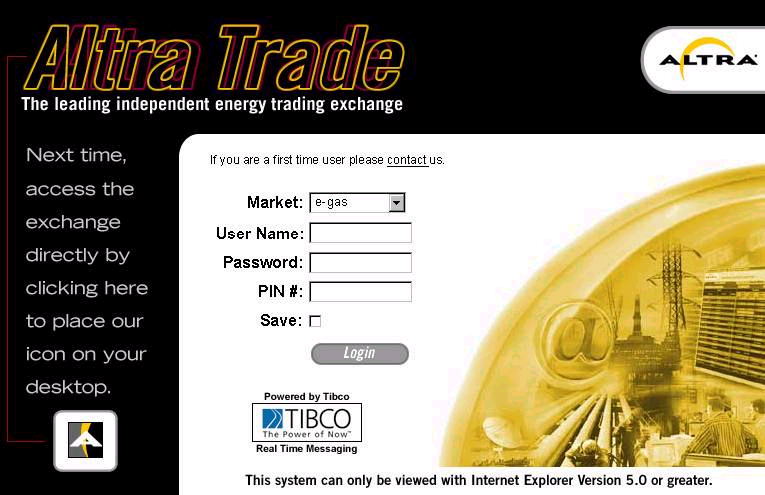 Altra Trade
The leading independent energy trading exchange
ALTRA
Next time,
access the
exchange
directly by
clicking here
to place our
icon on your
desktop.
If you are a first time user please contact us.
Market: e-gas
User Name:
Password:
PIN #:
Save:
Login
@
Powered by Tibco
TIBCO
The Power of Now™
Real Time Messaging
This system can only be viewed with Internet Explorer Version 5.0 or greater.